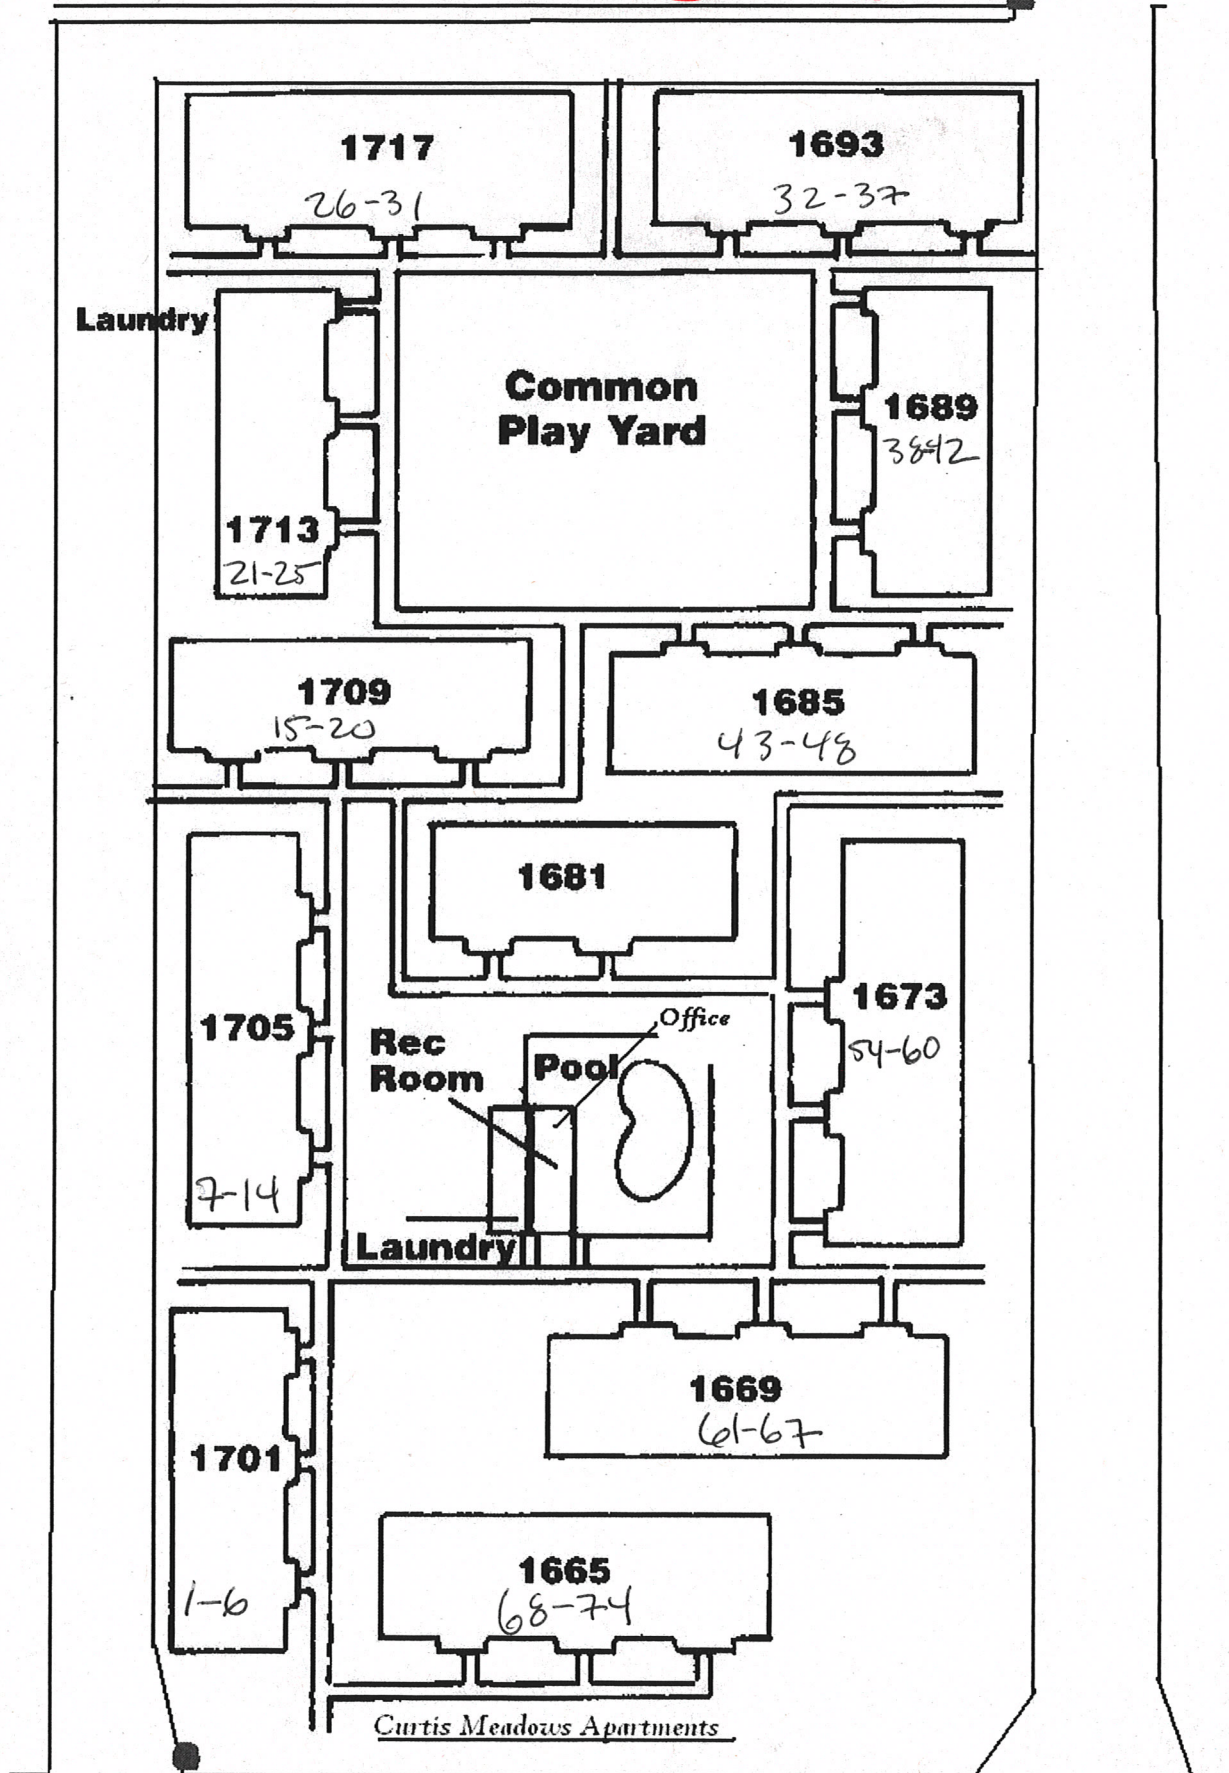 1717
26-31
1693
32-37
Laundry
Common
Play Yard
1689
38-42
1713
21-25
1709
15-20
1685
43-48
1681
1705
7-14
1673
54-60
Office
Rec
Room
Pool
Laundry
1669
61-67
1701
1-6
1665
68-74
Curtis Meadows Apartments